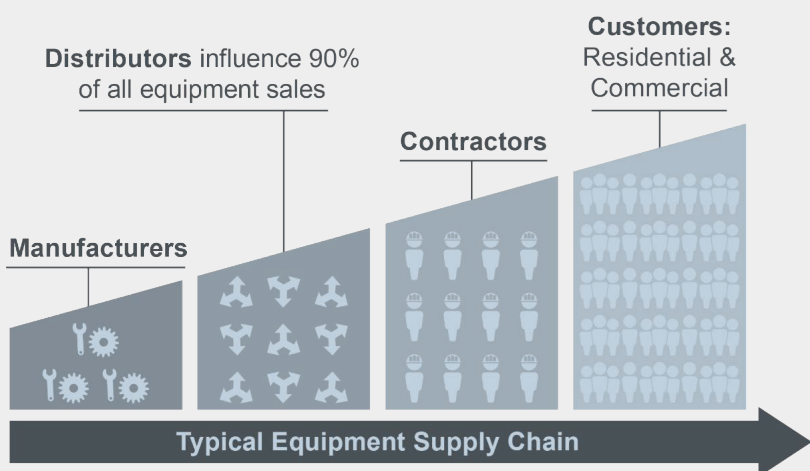 Customers:
Residential &
Commercial
Distributors influence 90%
of all equipment sales
Contractors
Manufacturers
Typical Equipment Supply Chain